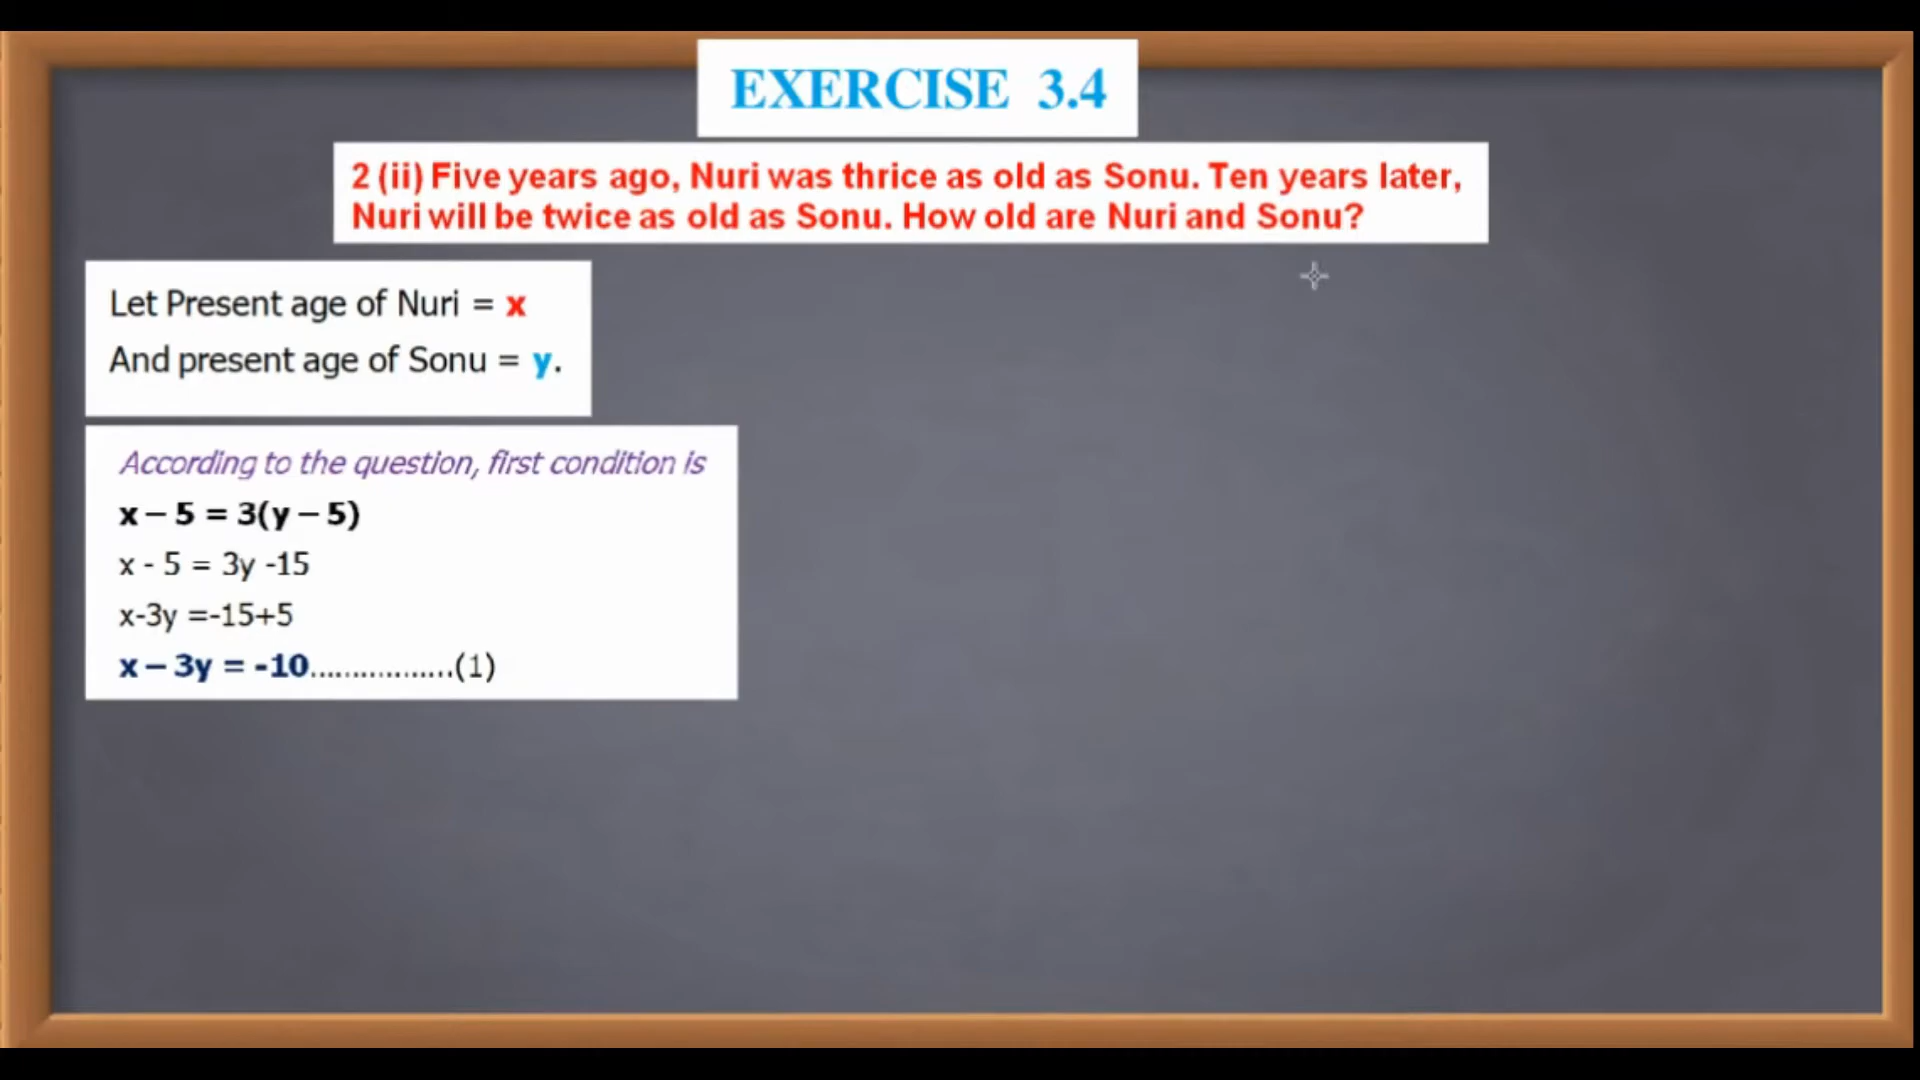 EXERCISE 3.4
2 (ii) Five years ago, Nuri was thrice as old as Sonu. Ten years later,
Nuri will be twice as old as Sonu. How old are Nuri and Sonu?
Let Present age of Nuri = x
And present age of Sonu = y.
According to the question, first condition is
x – 5 = 3(y – 5)
x - 5 = 3y -15
x-3y =-15+5
x – 3y = -10.................(1)